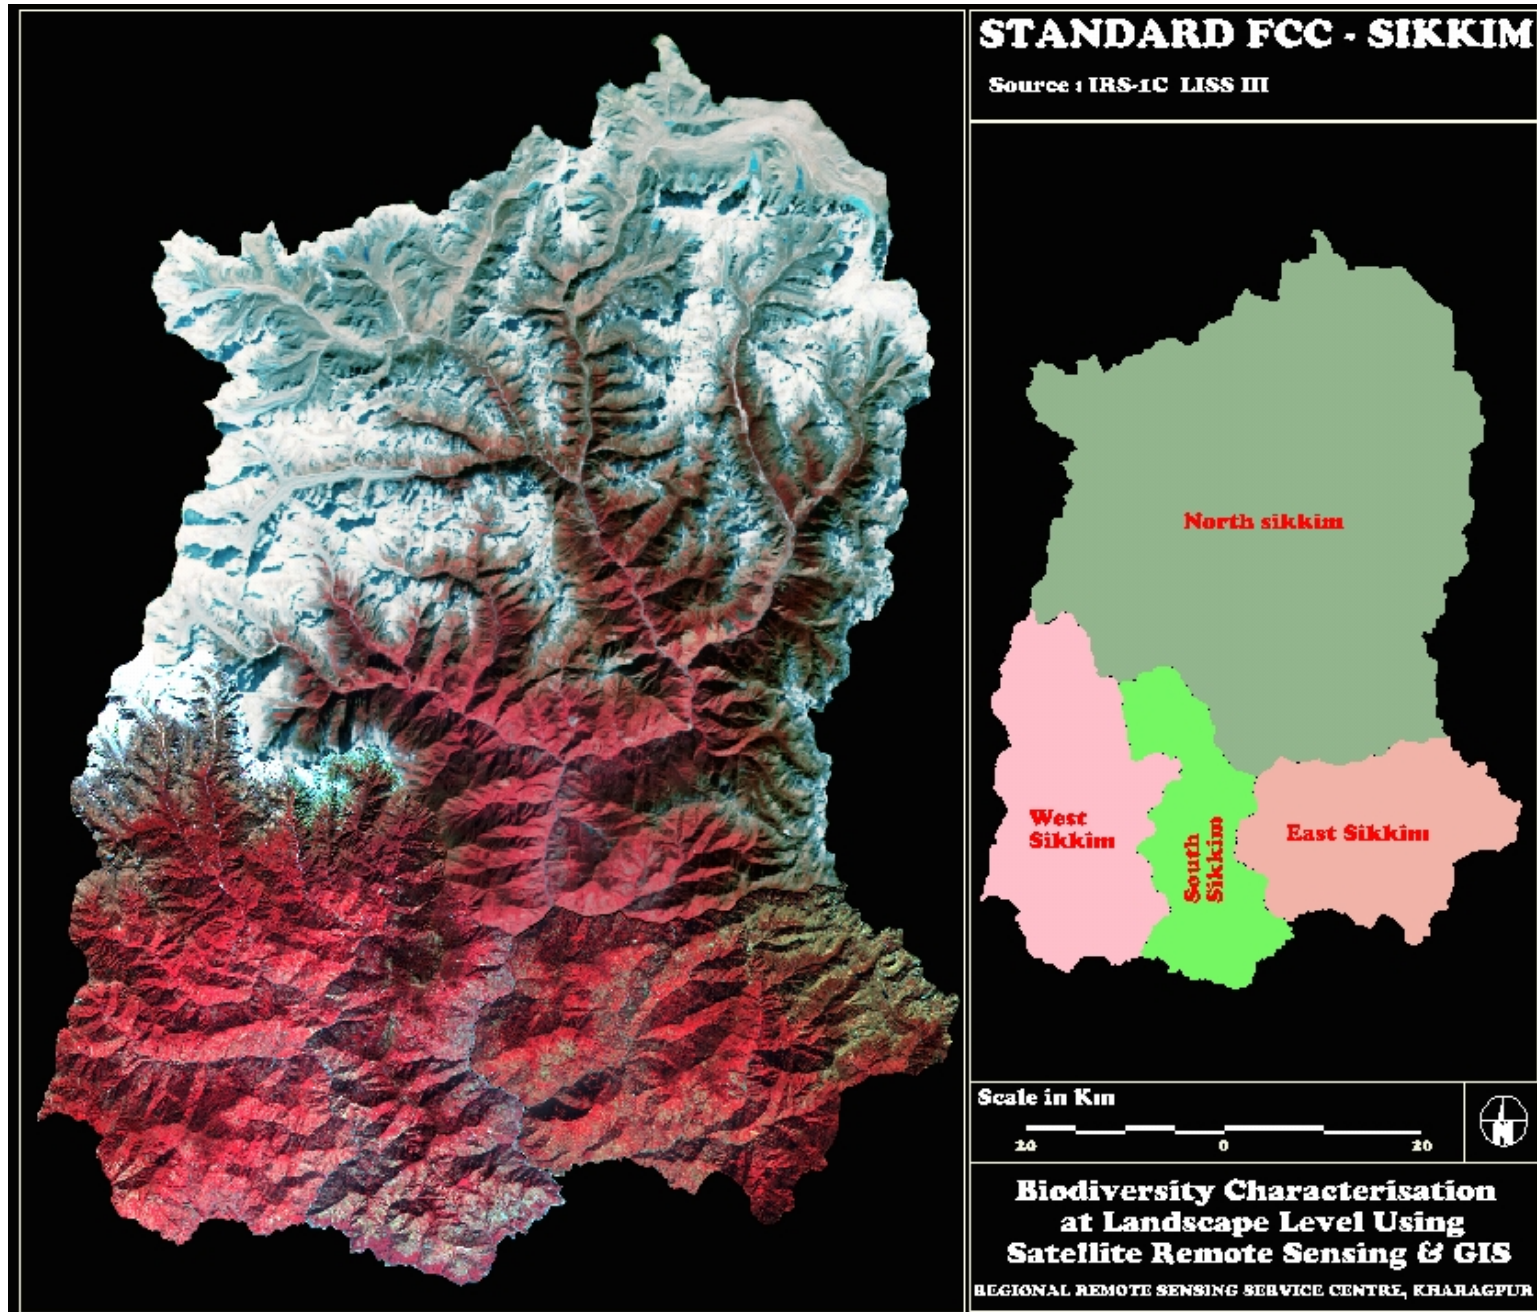 STANDARD FCC - SIKKIM
Source : IRS-1C LISS III
North sikkim
West
Sikkim
South
Sikkim
East Sikkim
Scale in Km
20 0 20
N
Biodiversity Characterisation
at Landscape Level Using
Satellite Remote Sensing & GIS
REGIONAL REMOTE SENSING SERVICE CENTRE, KHARAGPUR